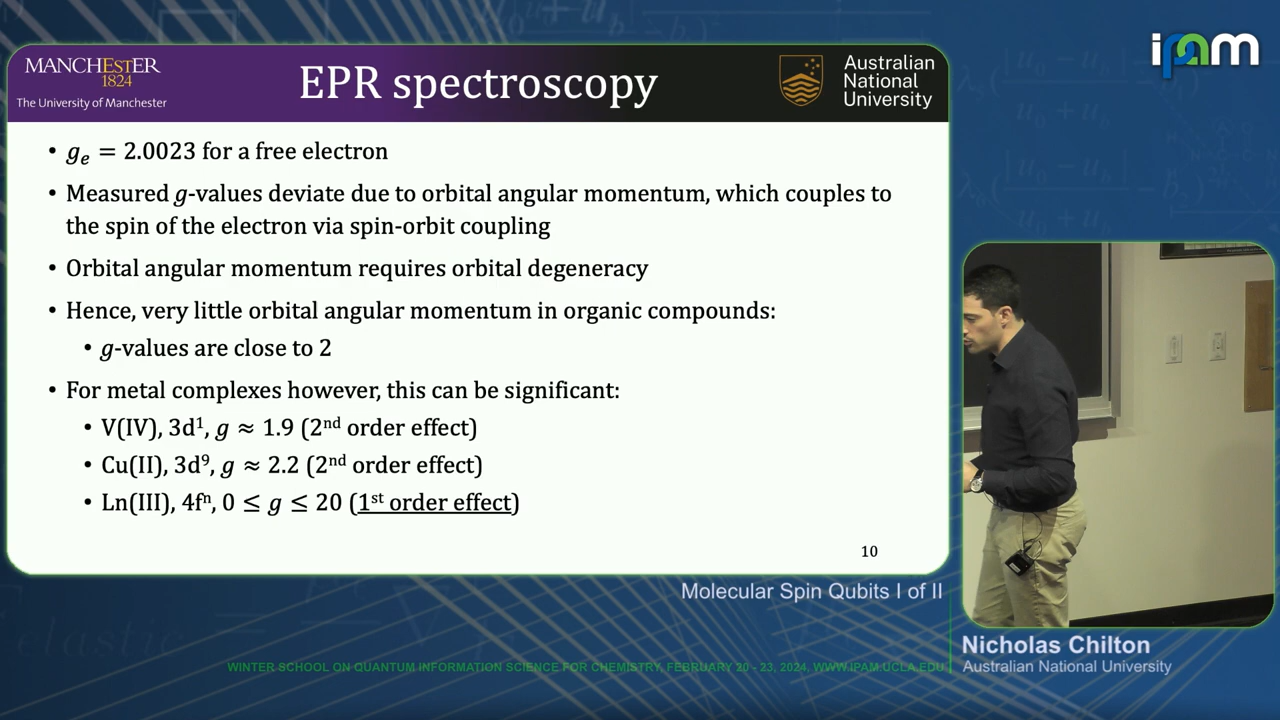 MANCHESTER
1824
The University of Manchester
EPR spectroscopy
Australian
National
University
ipam
• gₑ = 2.0023 for a free electron
• Measured g-values deviate due to orbital angular momentum, which couples to
the spin of the electron via spin-orbit coupling
• Orbital angular momentum requires orbital degeneracy
• Hence, very little orbital angular momentum in organic compounds:
• g-values are close to 2
• For metal complexes however, this can be significant:
• V(IV), 3d¹, g ≈ 1.9 (2ⁿᵈ order effect)
• Cu(II), 3d⁹, g ≈ 2.2 (2ⁿᵈ order effect)
• Ln(III), 4fⁿ, 0 ≤ g ≤ 20 (1ˢᵗ order effect)
10
Molecular Spin Qubits I of II
Nicholas Chilton
Australian National University
WINTER SCHOOL ON QUANTUM INFORMATION SCIENCE FOR CHEMISTRY, FEBRUARY 20 - 23, 2024, WWW.IPAM.UCLA.EDU
elastic